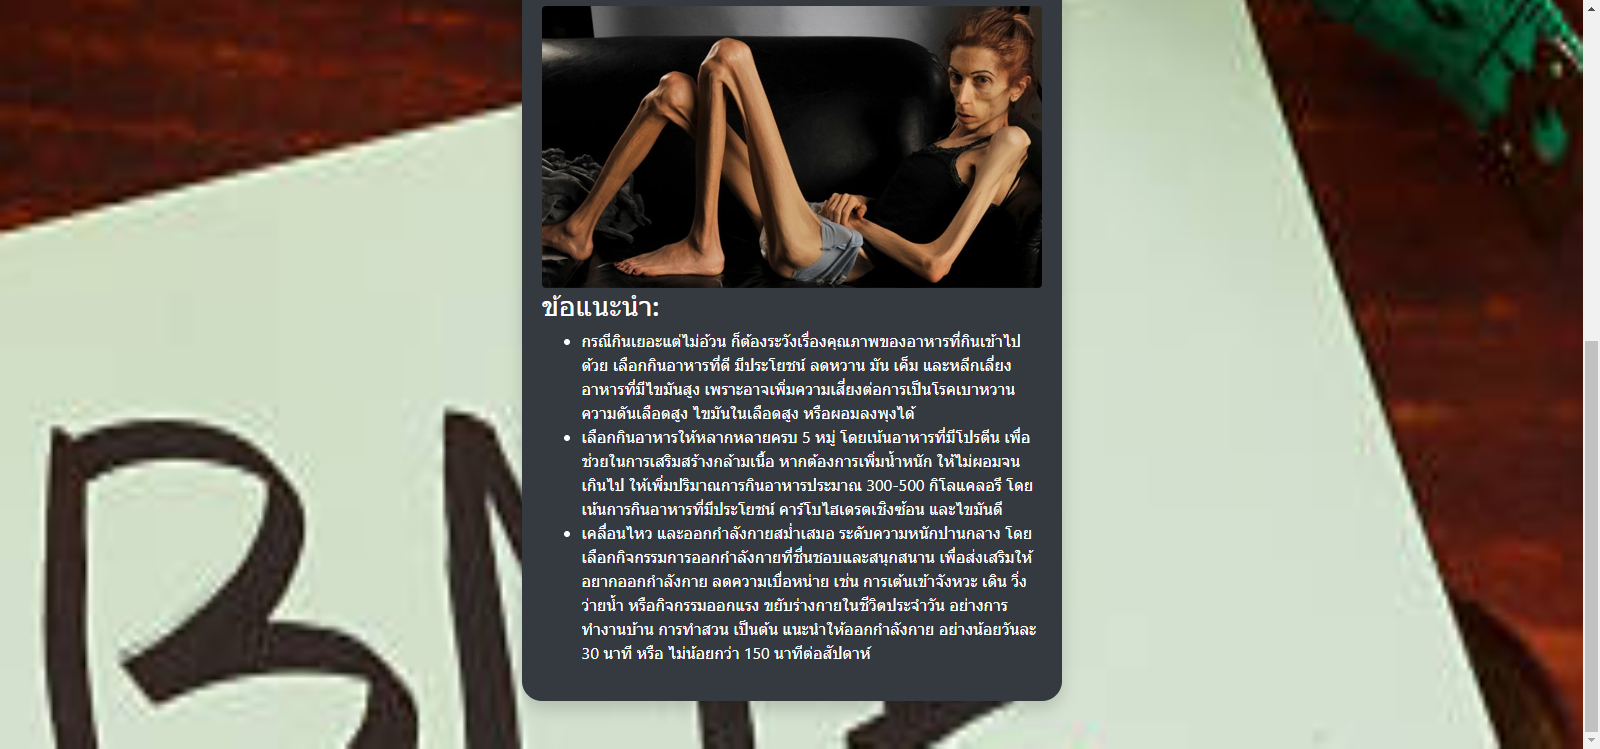 ข้อแนะนำ:
กรณีกินเยอะแต่ไม่อ้วน ก็ต้องระวังเรื่องคุณภาพของอาหารที่กินเข้าไป
ด้วย เลือกกินอาหารที่ดี มีประโยชน์ ลดหวาน มัน เค็ม และหลีกเลี่ยง
อาหารที่มีไขมันสูง เพราะอาจเพิ่มความเสี่ยงต่อการเป็นโรคเบาหวาน
ความดันเลือดสูง ไขมันในเลือดสูง หรือผอมลงพุงได้
เลือกกินอาหารให้หลากหลายครบ 5 หมู่ โดยเน้นอาหารที่มีโปรตีน เพื่อ
ช่วยในการเสริมสร้างกล้ามเนื้อ หากต้องการเพิ่มน้ำหนัก ให้ไม่ผอมจน
เกินไป ให้เพิ่มปริมาณการกินอาหารประมาณ 300-500 กิโลแคลอรี โดย
เน้นการกินอาหารที่มีประโยชน์ คาร์โบไฮเดรตเชิงซ้อน และไขมันดี
เคลื่อนไหว และออกกำลังกายสม่ำเสมอ ระดับความหนักปานกลาง โดย
เลือกกิจกรรมการออกกำลังกายที่ชื่นชอบและสนุกสนาน เพื่อส่งเสริมให้
อยากออกกำลังกาย ลดความเบื่อหน่าย เช่น การเต้นเข้าจังหวะ เดิน วิ่ง
ว่ายน้ำ หรือกิจกรรมออกแรง ขยับร่างกายในชีวิตประจำวัน อย่างการ
ทำงานบ้าน การทำสวน เป็นต้น แนะนำให้ออกกำลังกาย อย่างน้อยวันละ
30 นาที หรือ ไม่น้อยกว่า 150 นาทีต่อสัปดาห์